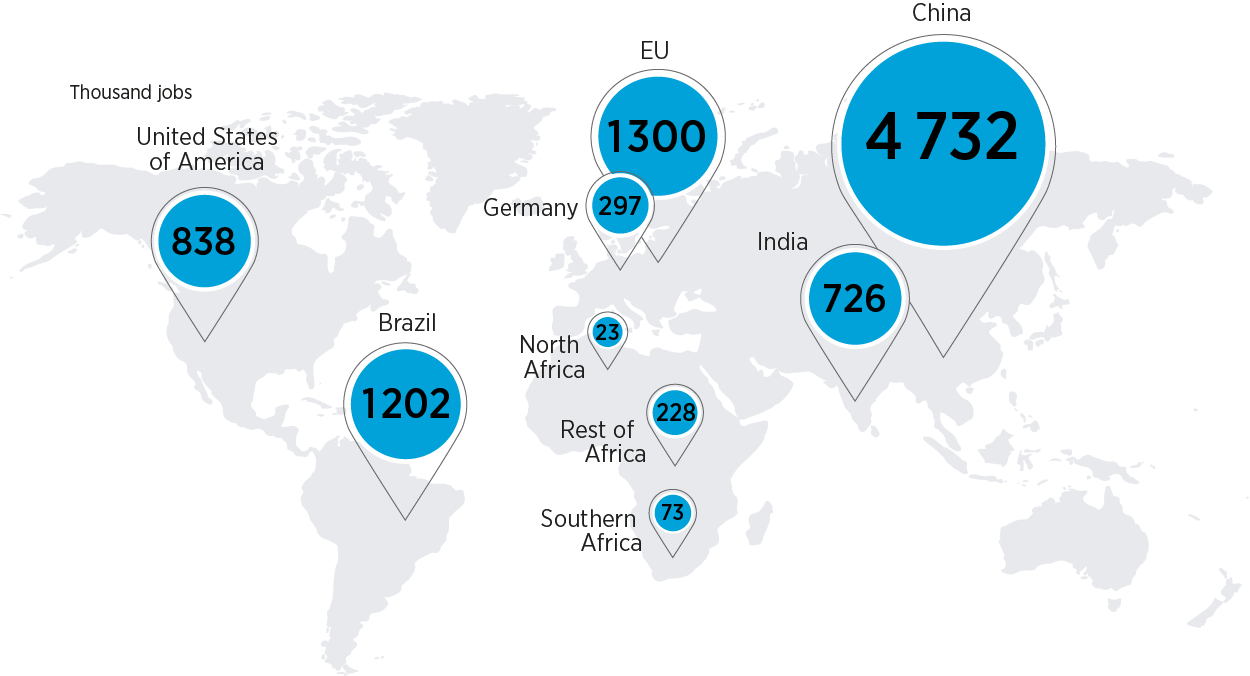 China
EU
Thousand jobs
United States
of America
1300
4 732
Germany
297
838
India
726
Brazil
23
North
Africa
1202
228
Rest of
Africa
73
Southern
Africa